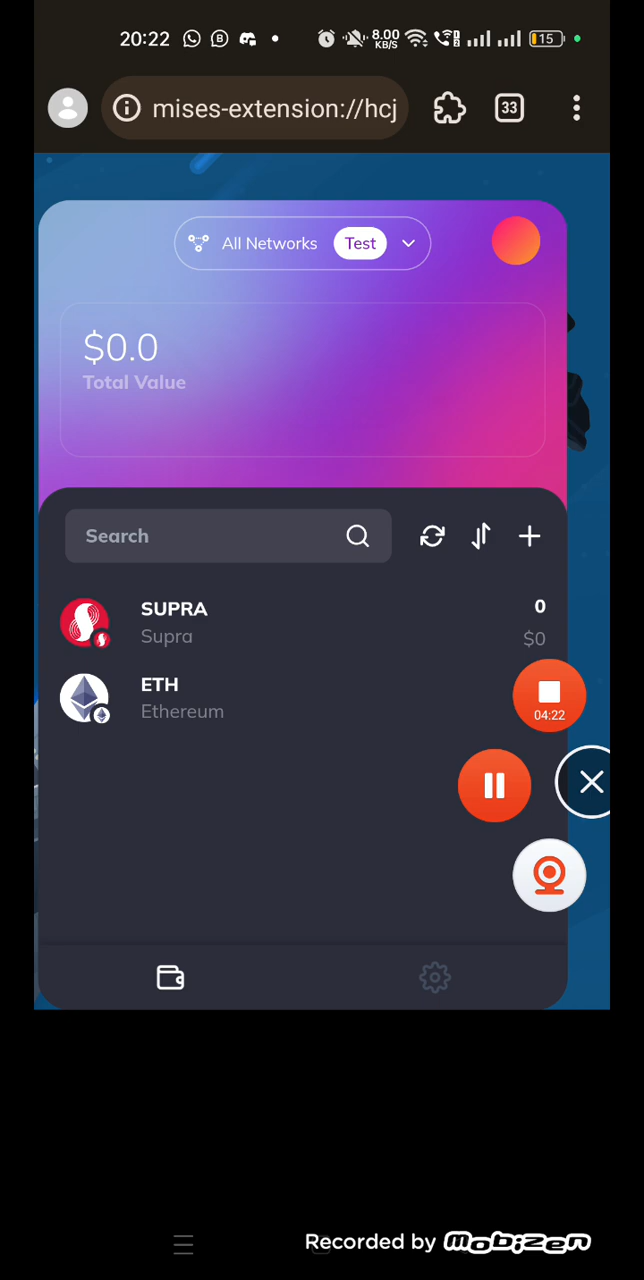 20:22
8.00
KB/S
15
mises-extension://hcj
33
All Networks
Test
$0.0
Total Value
Search
SUPRA
0
Supra
$0
ETH
Ethereum
04:22
Recorded by mobizen